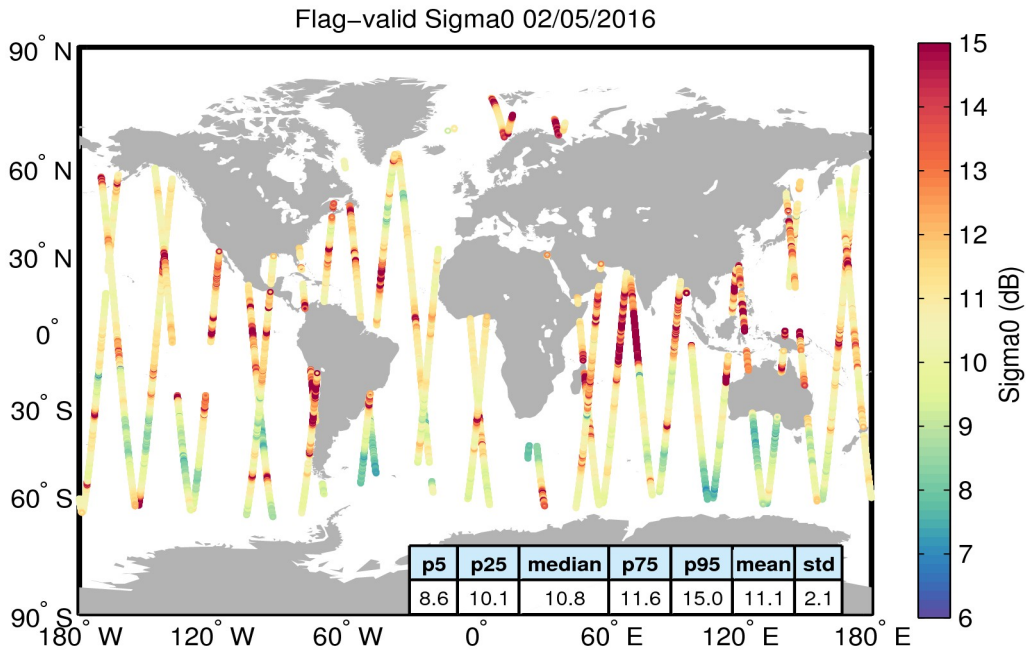 Flag−valid Sigma0 02/05/2016
90° N
60° N
30° N
0°
30° S
60° S
90° S
180° W
120° W
60° W
0°
60° E
120° E
180° E
p5 p25 median p75 p95 mean std
8.6 10.1 10.8 11.6 15.0 11.1 2.1
15
14
13
12
11
10
9
8
7
6
Sigma0 (dB)